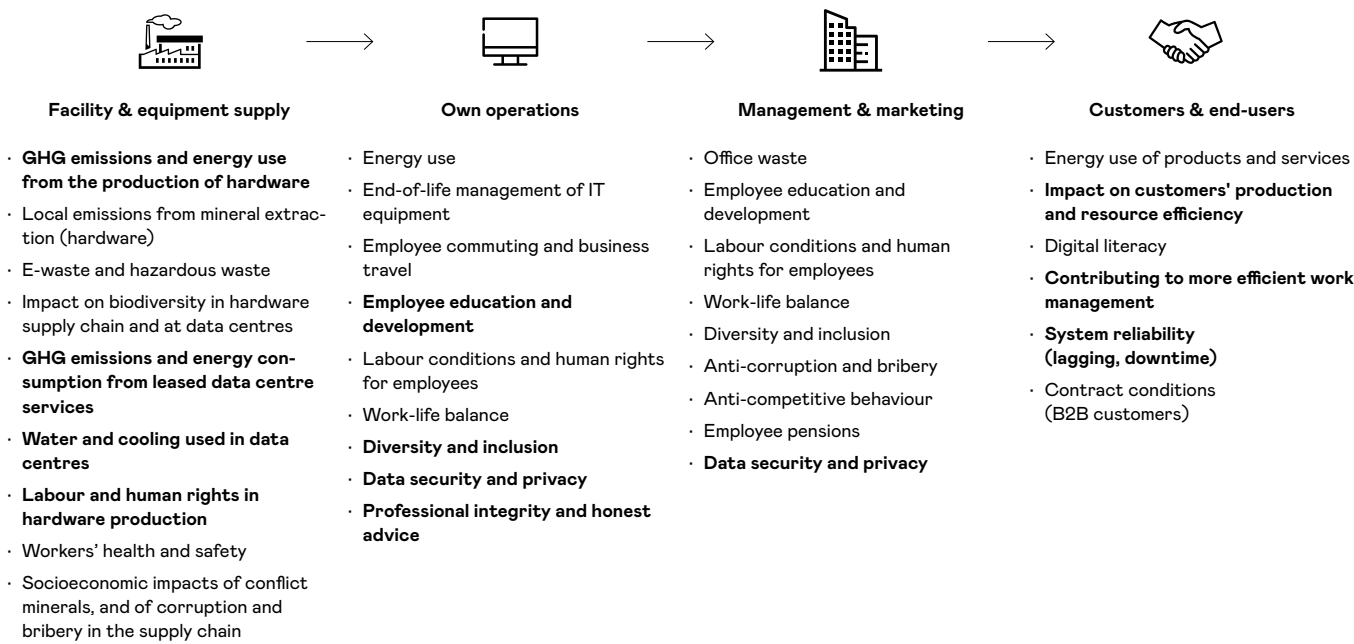 Facility & equipment supply
· GHG emissions and energy use
from the production of hardware
· Local emissions from mineral extrac-
tion (hardware)
· E-waste and hazardous waste
· Impact on biodiversity in hardware
supply chain and at data centres
· GHG emissions and energy con-
sumption from leased data centre
services
· Water and cooling used in data
centres
· Labour and human rights in
hardware production
· Workers’ health and safety
· Socioeconomic impacts of conflict
minerals, and of corruption and
bribery in the supply chain
Own operations
· Energy use
· End-of-life management of IT
equipment
· Employee commuting and business
travel
· Employee education and
development
· Labour conditions and human rights
for employees
· Work-life balance
· Diversity and inclusion
· Data security and privacy
· Professional integrity and honest
advice
Management & marketing
· Office waste
· Employee education and
development
· Labour conditions and human
rights for employees
· Work-life balance
· Diversity and inclusion
· Anti-corruption and bribery
· Anti-competitive behaviour
· Employee pensions
· Data security and privacy
Customers & end-users
· Energy use of products and services
· Impact on customers' production
and resource efficiency
· Digital literacy
· Contributing to more efficient work
management
· System reliability
(lagging, downtime)
· Contract conditions
(B2B customers)